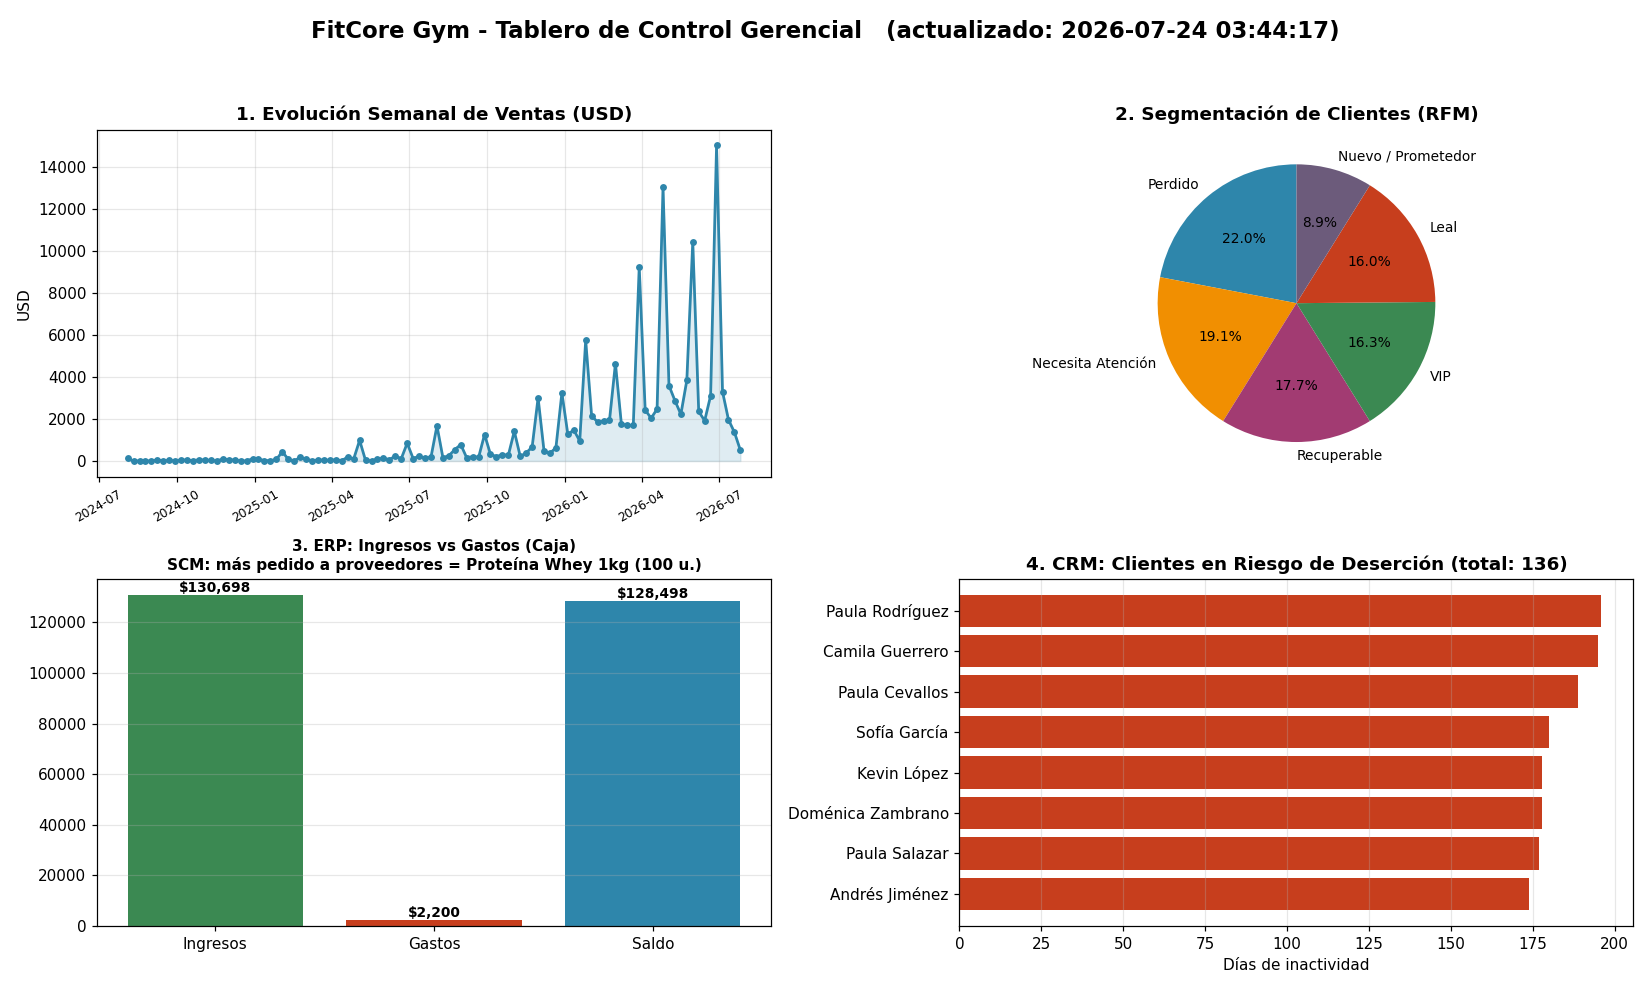 FitCore Gym - Tablero de Control Gerencial (actualizado: 2026-07-24 03:44:17)
1. Evolución Semanal de Ventas (USD)
USD
14000
12000
10000
8000
6000
4000
2000
0
2024-07
2024-10
2025-01
2025-04
2025-07
2025-10
2026-01
2026-04
2026-07
2. Segmentación de Clientes (RFM)
Nuevo / Prometedor
Perdido
Leal
8.9%
22.0%
16.0%
19.1%
16.3%
Necesita Atención
VIP
17.7%
Recuperable
3. ERP: Ingresos vs Gastos (Caja)
SCM: más pedido a proveedores = Proteína Whey 1kg (100 u.)
$130,698
$128,498
$2,200
120000
100000
80000
60000
40000
20000
0
Ingresos
Gastos
Saldo
4. CRM: Clientes en Riesgo de Deserción (total: 136)
Paula Rodríguez
Camila Guerrero
Paula Cevallos
Sofía García
Kevin López
Doménica Zambrano
Paula Salazar
Andrés Jiménez
0
25
50
75
100
125
150
175
200
Días de inactividad